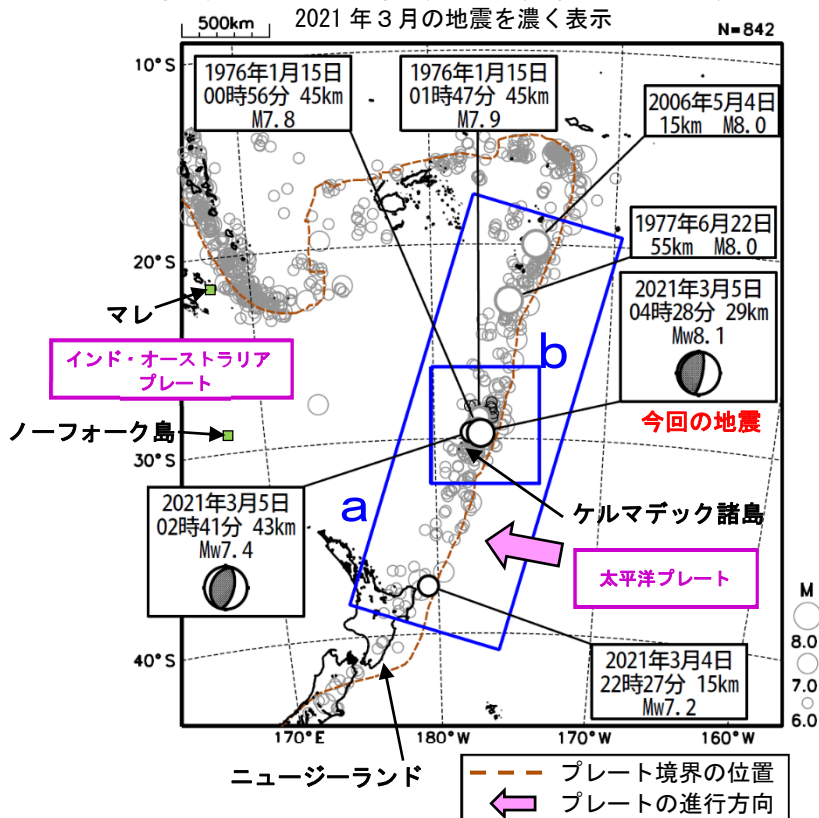 2021 年３月の地震を濃く表示
500km
N=842
10°S
20°S
30°S
40°S
1976年1月15日
00時56分 45km
M7.8
1976年1月15日
01時47分 45km
M7.9
2006年5月4日
15km M8.0
1977年6月22日
55km M8.0
2021年3月5日
04時28分 29km
Mw8.1
今回の地震
マレ
インド・オーストラリア
プレート
ノーフォーク島
b
a
2021年3月5日
02時41分 43km
Mw7.4
ケルマデック諸島
太平洋プレート
2021年3月4日
22時27分 15km
Mw7.2
M
8.0
7.0
6.0
170°E
180°W
170°W
160°W
ニュージーランド
プレート境界の位置
プレートの進行方向